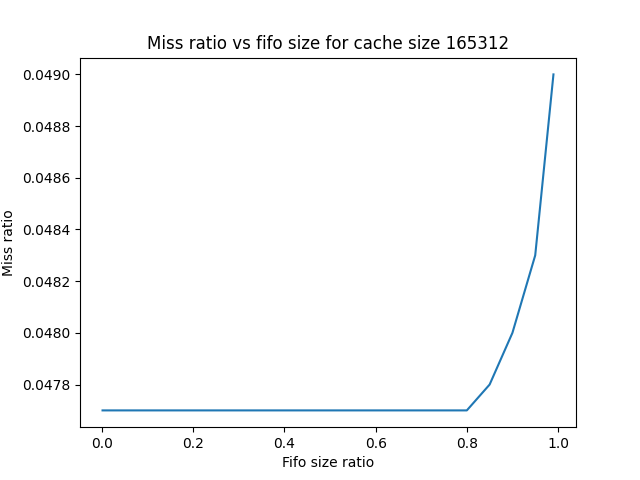 Miss ratio vs fifo size for cache size 165312
0.0490
0.0488
0.0486
0.0484
0.0482
0.0480
0.0478
Miss ratio
0.0 0.2 0.4 0.6 0.8 1.0
Fifo size ratio